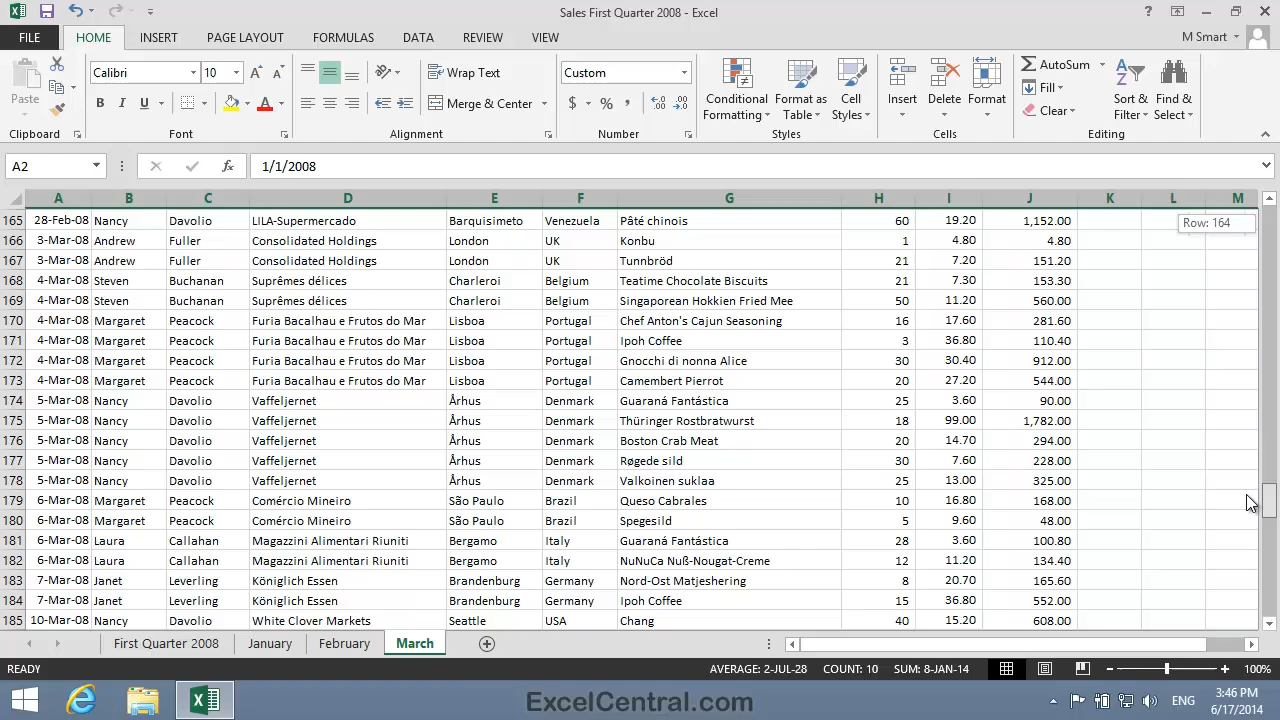 Sales First Quarter 2008 - Excel
FILE HOME INSERT PAGE LAYOUT FORMULAS DATA REVIEW VIEW M Smart
Paste Calibri 10 A A Wrap Text Custom AutoSum
B I U A Merge & Center $ % , Conditional Formatting Format as Table Cell Styles Insert Delete Format Fill Clear Sort & Filter Find & Select
Clipboard Font Alignment Number Styles Cells Editing
A2 fx 1/1/2008
A B C D E F G H I J K L M
165 28-Feb-08 Nancy Davolio LILA-Supermercado Barquisimeto Venezuela Pâté chinois 60 19.20 1,152.00 Row: 164
166 3-Mar-08 Andrew Fuller Consolidated Holdings London UK Konbu 1 4.80 4.80
167 3-Mar-08 Andrew Fuller Consolidated Holdings London UK Tunnbröd 21 7.20 151.20
168 4-Mar-08 Steven Buchanan Suprêmes délices Charleroi Belgium Teatime Chocolate Biscuits 21 7.30 153.30
169 4-Mar-08 Steven Buchanan Suprêmes délices Charleroi Belgium Singaporean Hokkien Fried Mee 50 11.20 560.00
170 4-Mar-08 Margaret Peacock Furia Bacalhau e Frutos do Mar Lisboa Portugal Chef Anton's Cajun Seasoning 16 17.60 281.60
171 4-Mar-08 Margaret Peacock Furia Bacalhau e Frutos do Mar Lisboa Portugal Ipoh Coffee 3 36.80 110.40
172 4-Mar-08 Margaret Peacock Furia Bacalhau e Frutos do Mar Lisboa Portugal Gnocchi di nonna Alice 30 30.40 912.00
173 4-Mar-08 Margaret Peacock Furia Bacalhau e Frutos do Mar Lisboa Portugal Camembert Pierrot 20 27.20 544.00
174 5-Mar-08 Nancy Davolio Vaffeljernet Århus Denmark Guaraná Fantástica 25 3.60 90.00
175 5-Mar-08 Nancy Davolio Vaffeljernet Århus Denmark Thüringer Rostbratwurst 18 99.00 1,782.00
176 5-Mar-08 Nancy Davolio Vaffeljernet Århus Denmark Boston Crab Meat 20 14.70 294.00
177 5-Mar-08 Nancy Davolio Vaffeljernet Århus Denmark Røgede sild 30 7.60 228.00
178 5-Mar-08 Nancy Davolio Vaffeljernet Århus Denmark Valkoinen suklaa 25 13.00 325.00
179 6-Mar-08 Margaret Peacock Comércio Mineiro São Paulo Brazil Queso Cabrales 10 16.80 168.00
180 6-Mar-08 Margaret Peacock Comércio Mineiro São Paulo Brazil Spegesild 5 9.60 48.00
181 6-Mar-08 Laura Callahan Magazzini Alimentari Riuniti Bergamo Italy Guaraná Fantástica 28 3.60 100.80
182 6-Mar-08 Laura Callahan Magazzini Alimentari Riuniti Bergamo Italy NuNuCa Nuß-Nougat-Creme 12 11.20 134.40
183 7-Mar-08 Janet Leverling Königlich Essen Brandenburg Germany Nord-Ost Matjeshering 8 20.70 165.60
184 7-Mar-08 Janet Leverling Königlich Essen Brandenburg Germany Ipoh Coffee 15 36.80 552.00
185 10-Mar-08 Nancy Davolio White Clover Markets Seattle USA Chang 40 15.20 608.00
First Quarter 2008 January February March
READY AVERAGE: 2-JUL-28 COUNT: 10 SUM: 8-JAN-14 100%
ExcelCentral.com ENG 3:46 PM
6/17/2014